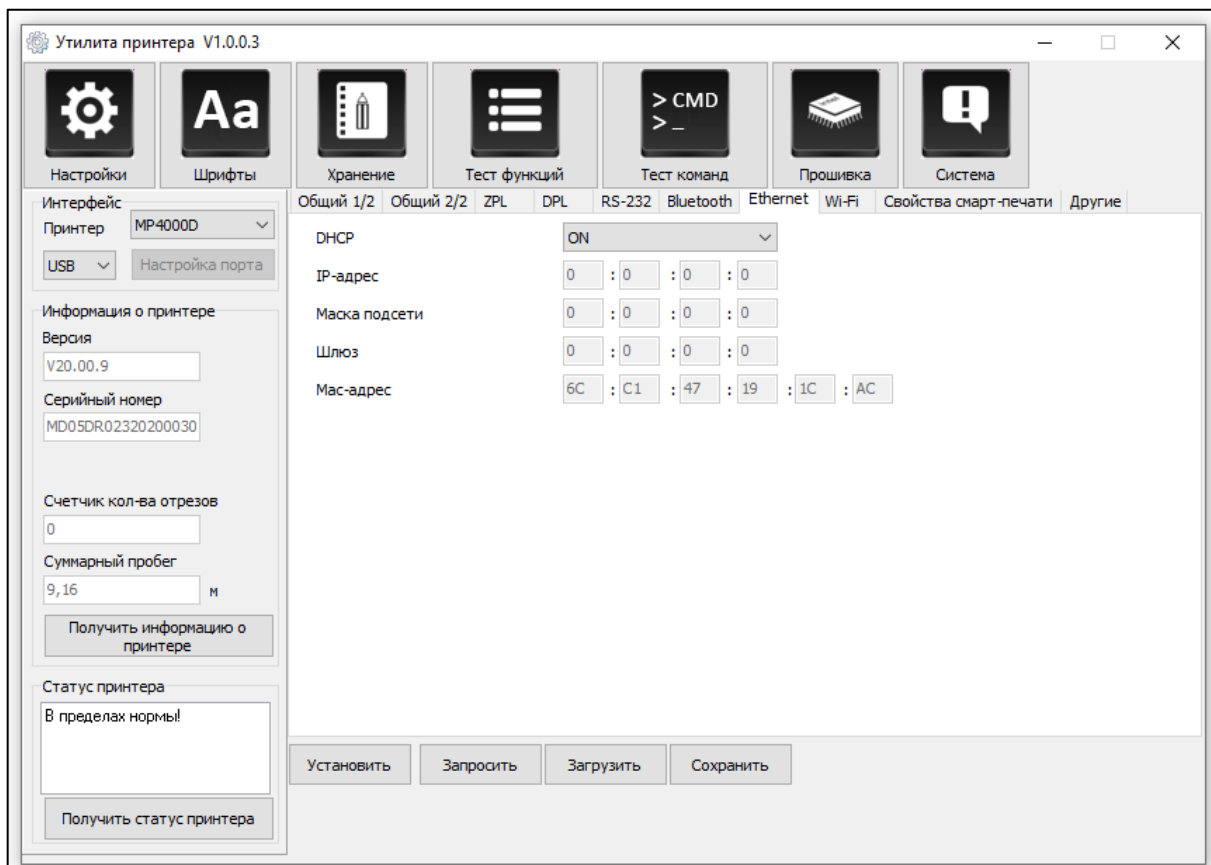 Утилита принтера V1.0.0.3
Aa
> CMD
> _
Настройки Шрифты Хранение Тест функций Тест команд Прошивка Система
Интерфейс
Принтер MP4000D
USB Настройка порта
Информация о принтере
Версия
V20.00.9
Серийный номер
MD05DR02320200030
Счетчик кол-ва отрезов
0
Суммарный пробег
9,16 м
Получить информацию о
принтере
Статус принтера
В пределах нормы!
Получить статус принтера
Общий 1/2 Общий 2/2 ZPL DPL RS-232 Bluetooth Ethernet Wi-Fi Свойства смарт-печати Другие
DHCP ON
IP-адрес 0 : 0 : 0 : 0
Маска подсети 0 : 0 : 0 : 0
Шлюз 0 : 0 : 0 : 0
Mac-адрес 6C : C1 : 47 : 19 : 1C : AC
Установить Запросить Загрузить Сохранить